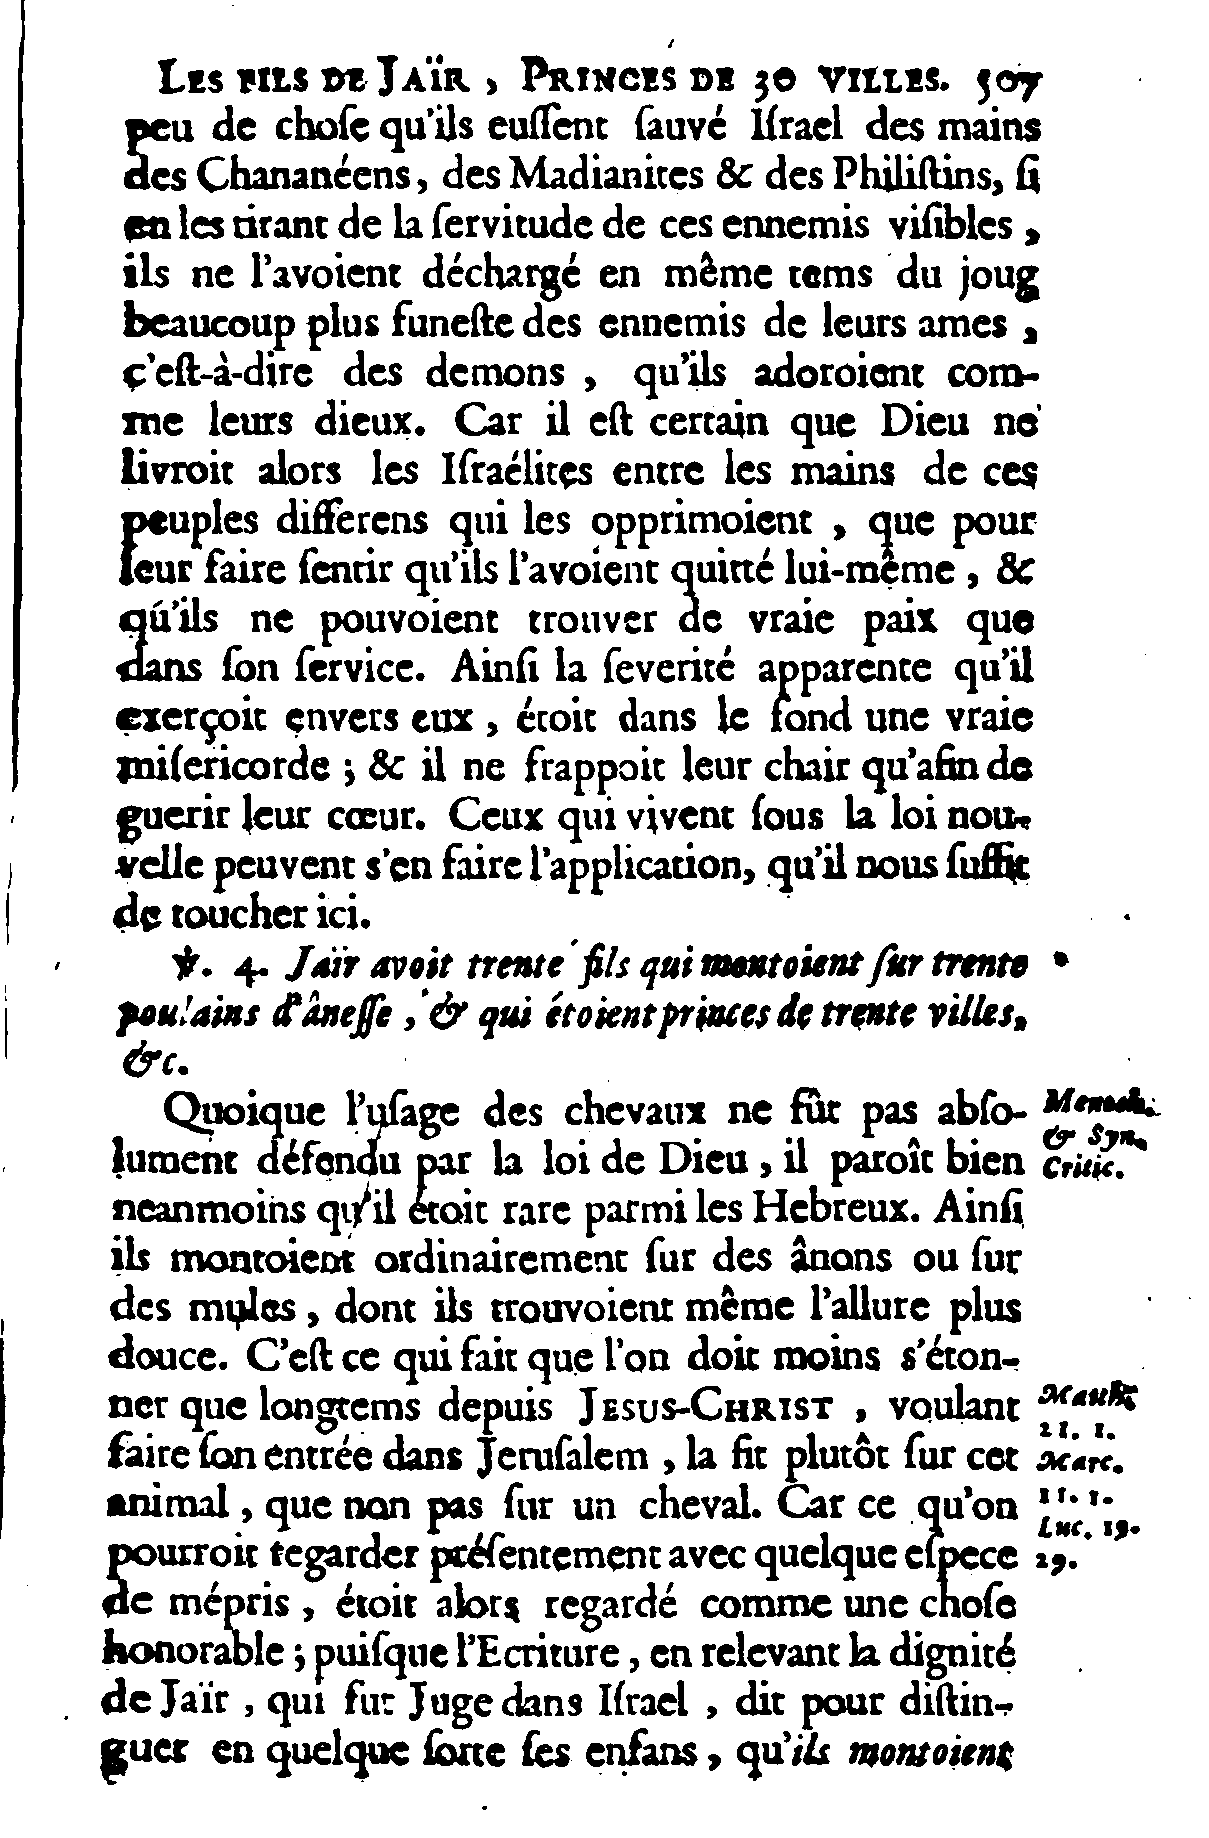 LES FILS DE JAÏR, PRINCES DE 30 VILLES. 507
peu de choſe qu'ils euſſent ſauvé Iſrael des mains
des Chananéens, des Madianites & des Philiſtins, ſi
en les tirant de la ſervitude de ces ennemis viſibles,
ils ne l'avoient déchargé en même tems du joug
beaucoup plus funeſte des ennemis de leurs ames,
c'eſt-à-dire des demons, qu'ils adoroient com-
me leurs dieux. Car il eſt certain que Dieu ne
livroit alors les Iſraélites entre les mains de ces
peuples differens qui les opprimoient, que pour
leur faire ſentir qu'ils l'avoient quitté lui-même, &
qu'ils ne pouvoient trouver de vraie paix que
dans ſon ſervice. Ainſi la ſeverité apparente qu'il
exerçoit envers eux, étoit dans le fond une vraie
miſericorde; & il ne frappoit leur chair qu'afin de
guerir leur cœur. Ceux qui vivent ſous la loi nou-
velle peuvent s'en faire l'application, qu'il nous ſuffit
de toucher ici.
℣. 4. Jaïr avoit trente fils qui montoient ſur trente
poulains d'âneſſe, & qui étoient princes de trente villes,
&c.
Quoique l'uſage des chevaux ne fût pas abſo-
lument défendu par la loi de Dieu, il paroît bien
neanmoins qu'il étoit rare parmi les Hebreux. Ainſi
ils montoient ordinairement ſur des ânons ou ſur
des mules, dont ils trouvoient même l'allure plus
douce. C'eſt ce qui fait que l'on doit moins s'éton-
ner que longtems depuis JESUS-CHRIST, voulant
faire ſon entrée dans Jeruſalem, la fit plutôt ſur cet
animal, que non pas ſur un cheval. Car ce qu'on
pourroit regarder préſentement avec quelque eſpece
de mépris, étoit alors regardé comme une choſe
honorable; puiſque l'Ecriture, en relevant la dignité
de Jaïr, qui fut Juge dans Iſrael, dit pour diſtin-
guer en quelque ſorte ſes enfans, qu'ils montoient
Menoch.
& Syn.
Critic.
Matth.
21. 1.
Marc.
11. 1.
Luc. 19.
29.